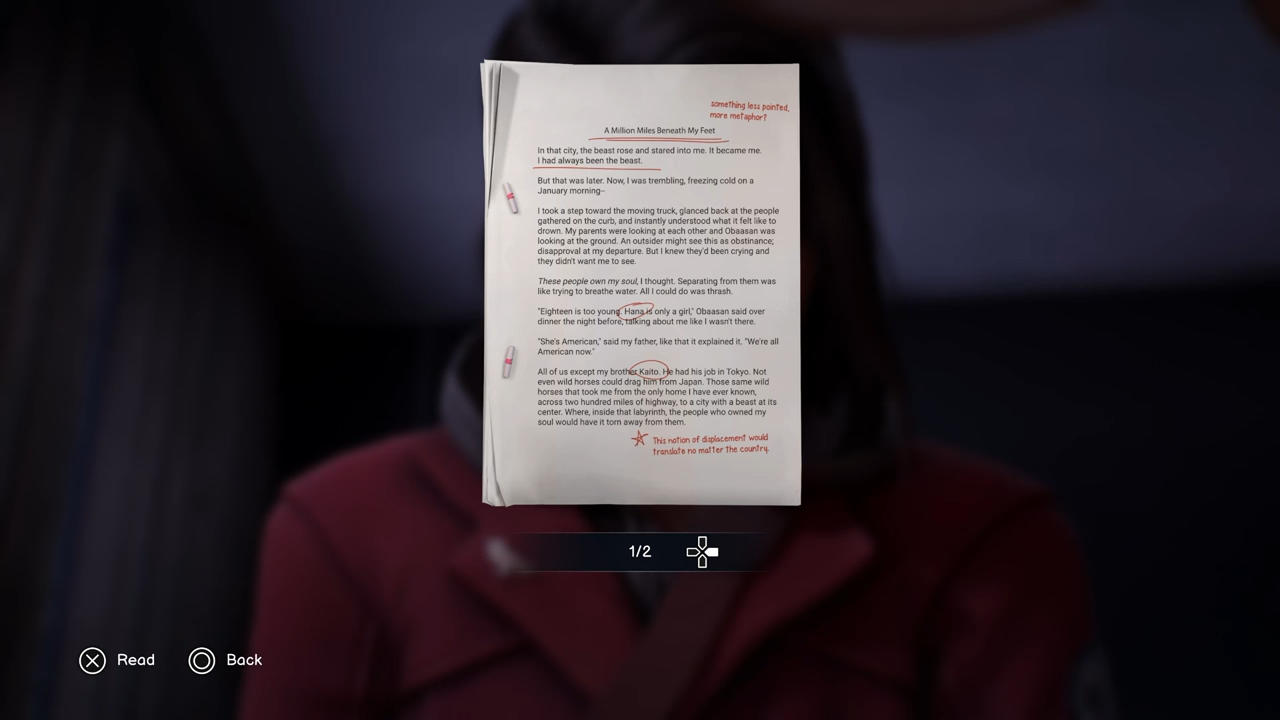 something less pointed,
more metaphor?
A Million Miles Beneath My Feet
In that city, the beast rose and stared into me. It became me.
I had always been the beast.
But that was later. Now, I was trembling, freezing cold on a
January morning–
I took a step toward the moving truck, glanced back at the people
gathered on the curb, and instantly understood what it felt like to
drown. My parents were looking at each other and Obaasan was
looking at the ground. An outsider might see this as obstinance;
disapproval at my departure. But I knew they'd been crying and
they didn't want me to see.
These people own my soul, I thought. Separating from them was
like trying to breathe water. All I could do was thrash.
"Eighteen is too young. Hana is only a girl," Obaasan said over
dinner the night before, talking about me like I wasn't there.
"She's American," said my father, like that it explained it. "We're all
American now."
All of us except my brother Kaito. He had his job in Tokyo. Not
even wild horses could drag him from Japan. Those same wild
horses that took me from the only home I have ever known,
across two hundred miles of highway, to a city with a beast at its
center. Where, inside that labyrinth, the people who owned my
soul would have it torn away from them.
This notion of displacement would
translate no matter the country.
1/2
Read
Back